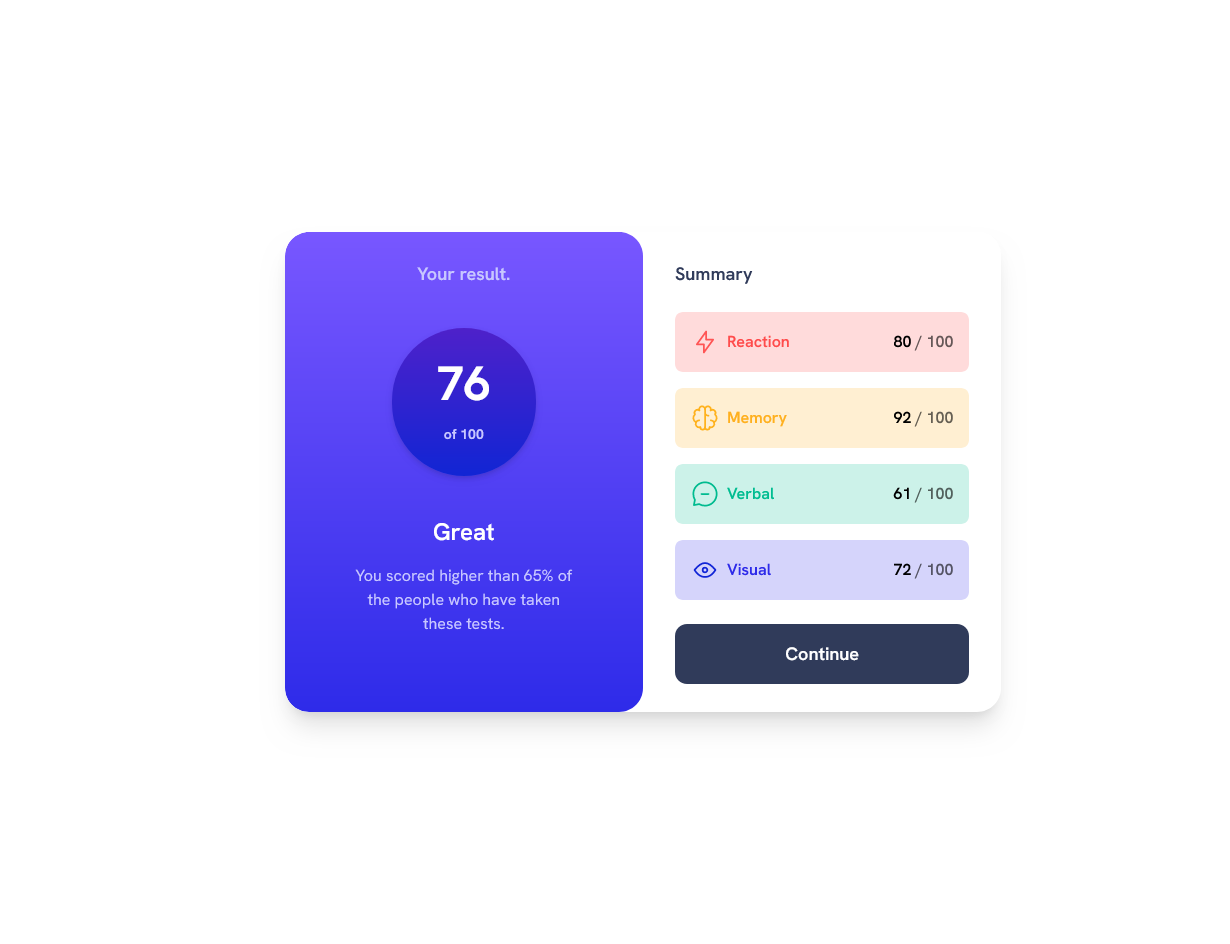 Your result.
76
of 100
Great
You scored higher than 65% of
the people who have taken
these tests.
Summary
Reaction 80 / 100
Memory 92 / 100
Verbal 61 / 100
Visual 72 / 100
Continue